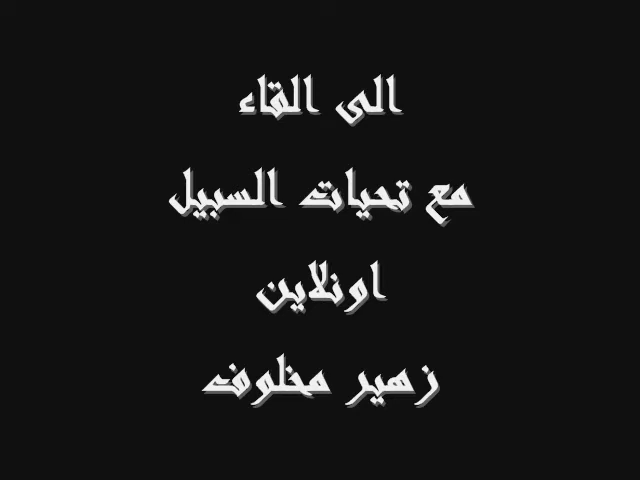 الى القاء
مع تحيات السبيل
اونلاين
زهير مخلوف